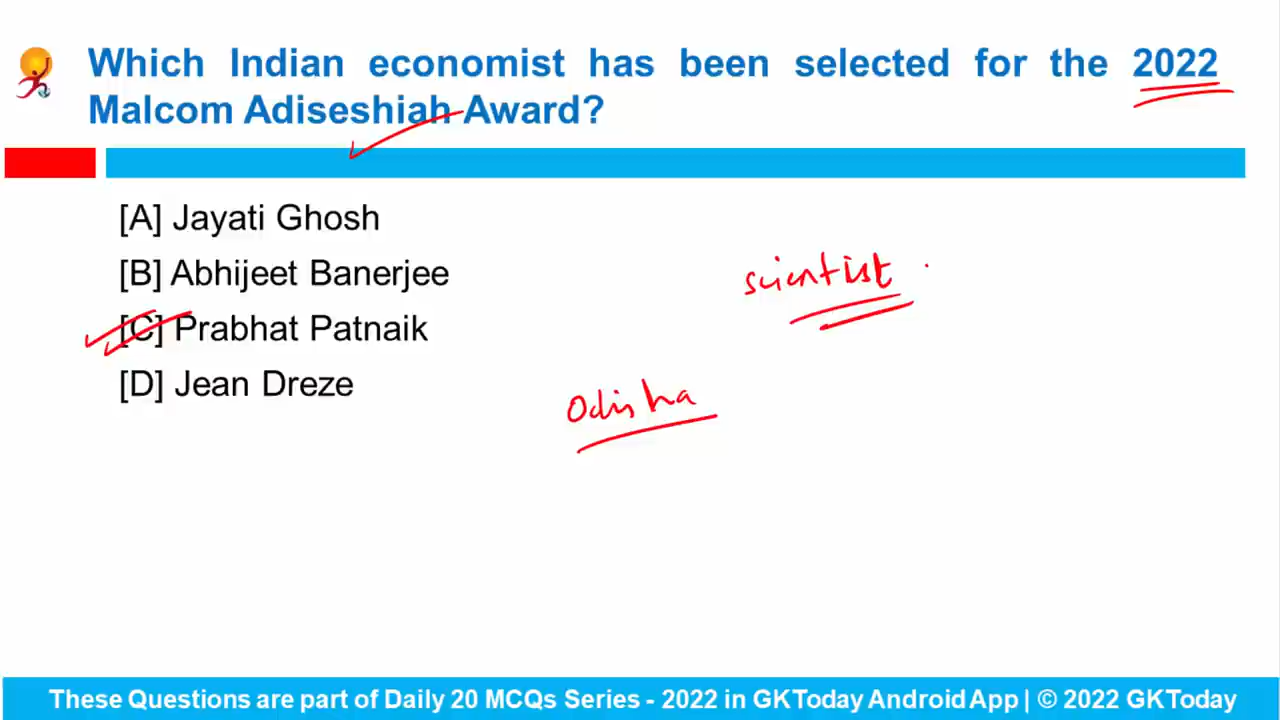 Which Indian economist has been selected for the 2022
Malcom Adiseshiah Award?
[A] Jayati Ghosh
[B] Abhijeet Banerjee
scientist
[C] Prabhat Patnaik
[D] Jean Dreze
Odisha
These Questions are part of Daily 20 MCQs Series - 2022 in GKToday Android App | © 2022 GKToday